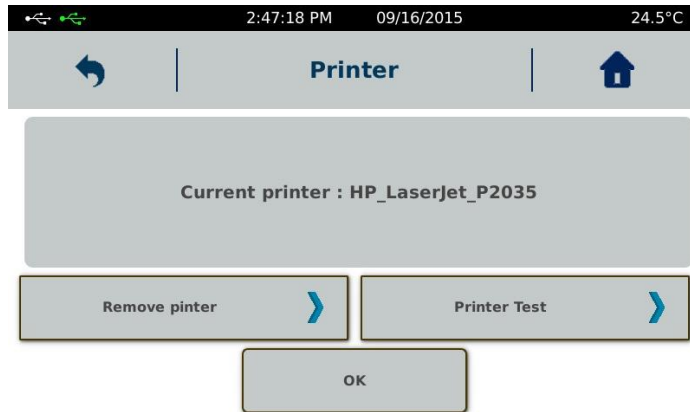 2:47:18 PM 09/16/2015 24.5°C
Printer
Current printer : HP_LaserJet_P2035
Remove pinter Printer Test
OK